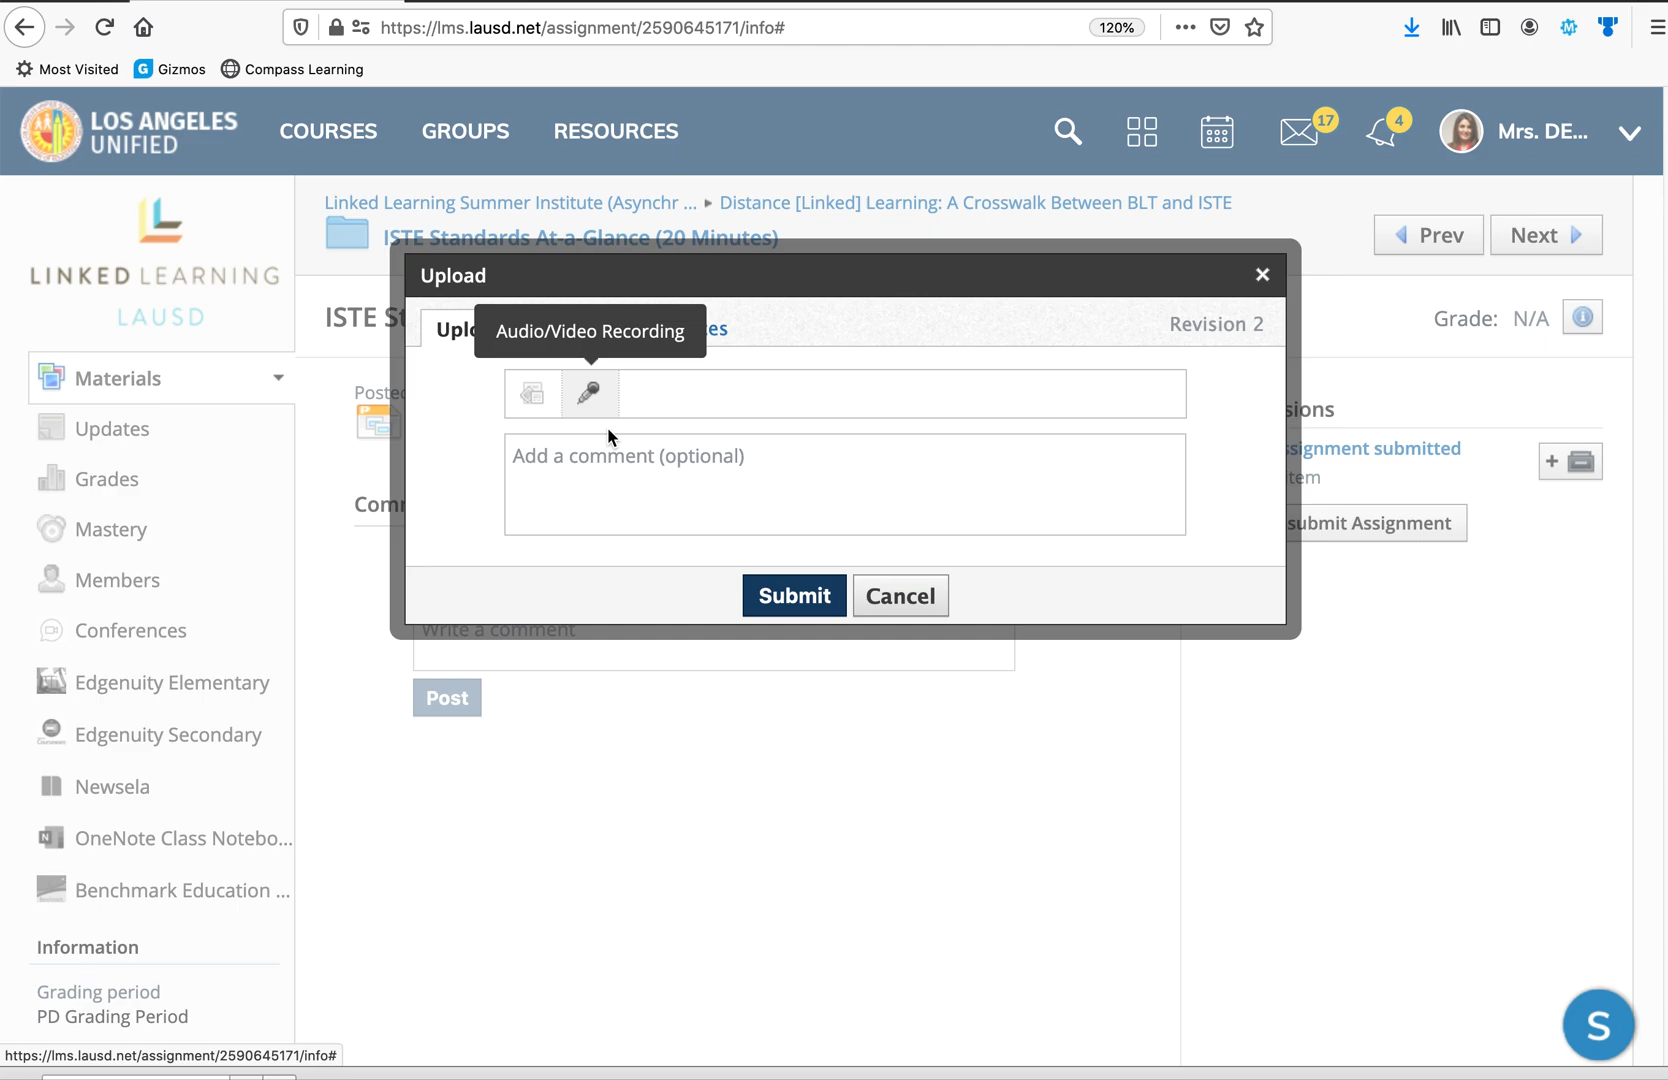 https://lms.lausd.net/assignment/2590645171/info#
120%
Most Visited
G Gizmos
Compass Learning
LOS ANGELES
UNIFIED
COURSES
GROUPS
RESOURCES
17
4
Mrs. DE...
LINKED LEARNING
LAUSD
Linked Learning Summer Institute (Asynchr ... ▸ Distance [Linked] Learning: A Crosswalk Between BLT and ISTE
ISTE Standards At-a-Glance (20 Minutes)
Prev
Next
Upload
Audio/Video Recording
Revision 2
ISTE
Grade: N/A
Materials
Updates
Grades
Mastery
Members
Conferences
Edgenuity Elementary
Edgenuity Secondary
Newsela
OneNote Class Notebo...
Benchmark Education ...
Information
Grading period
PD Grading Period
Add a comment (optional)
Submit
Cancel
Write a comment
Post
submit Assignment
S
https://lms.lausd.net/assignment/2590645171/info#